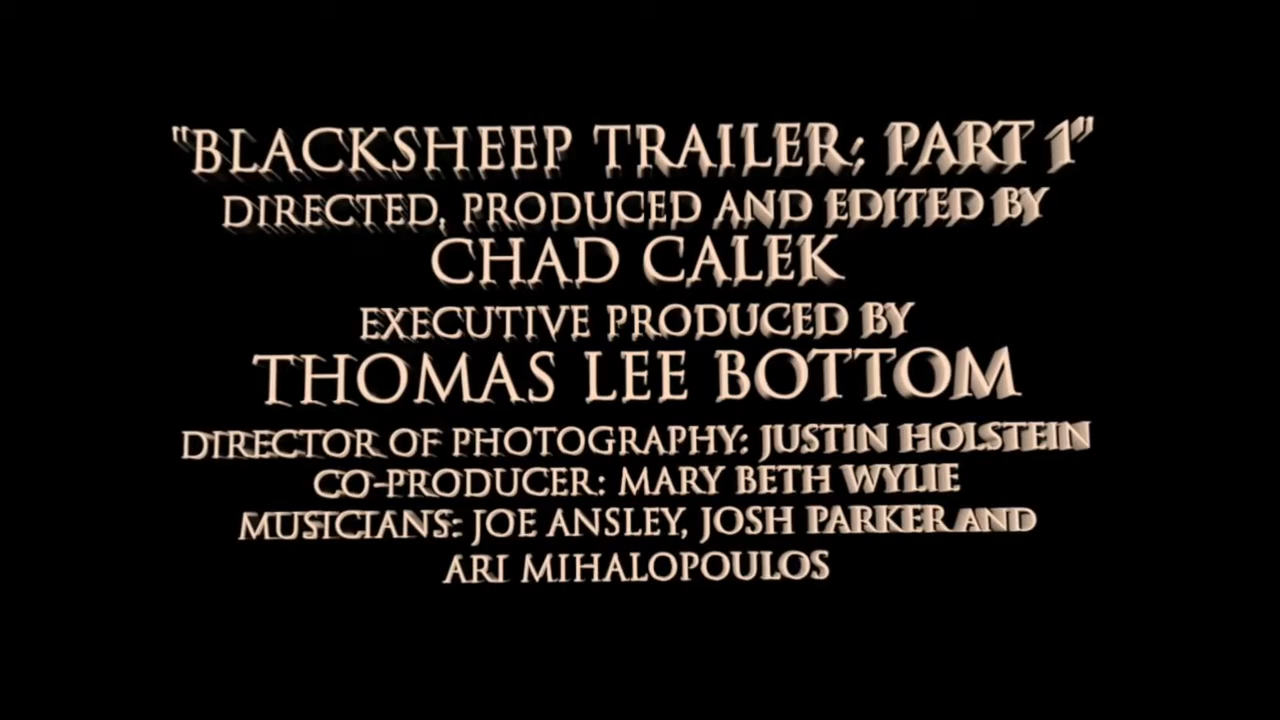 "BLACKSHEEP TRAILER: PART 1"
DIRECTED, PRODUCED AND EDITED BY
CHAD CALEK
EXECUTIVE PRODUCED BY
THOMAS LEE BOTTOM
DIRECTOR OF PHOTOGRAPHY: JUSTIN HOLSTEIN
CO-PRODUCER: MARY BETH WYLIE
MUSICIANS: JOE ANSLEY, JOSH PARKER AND
ARI MIHALOPOULOS